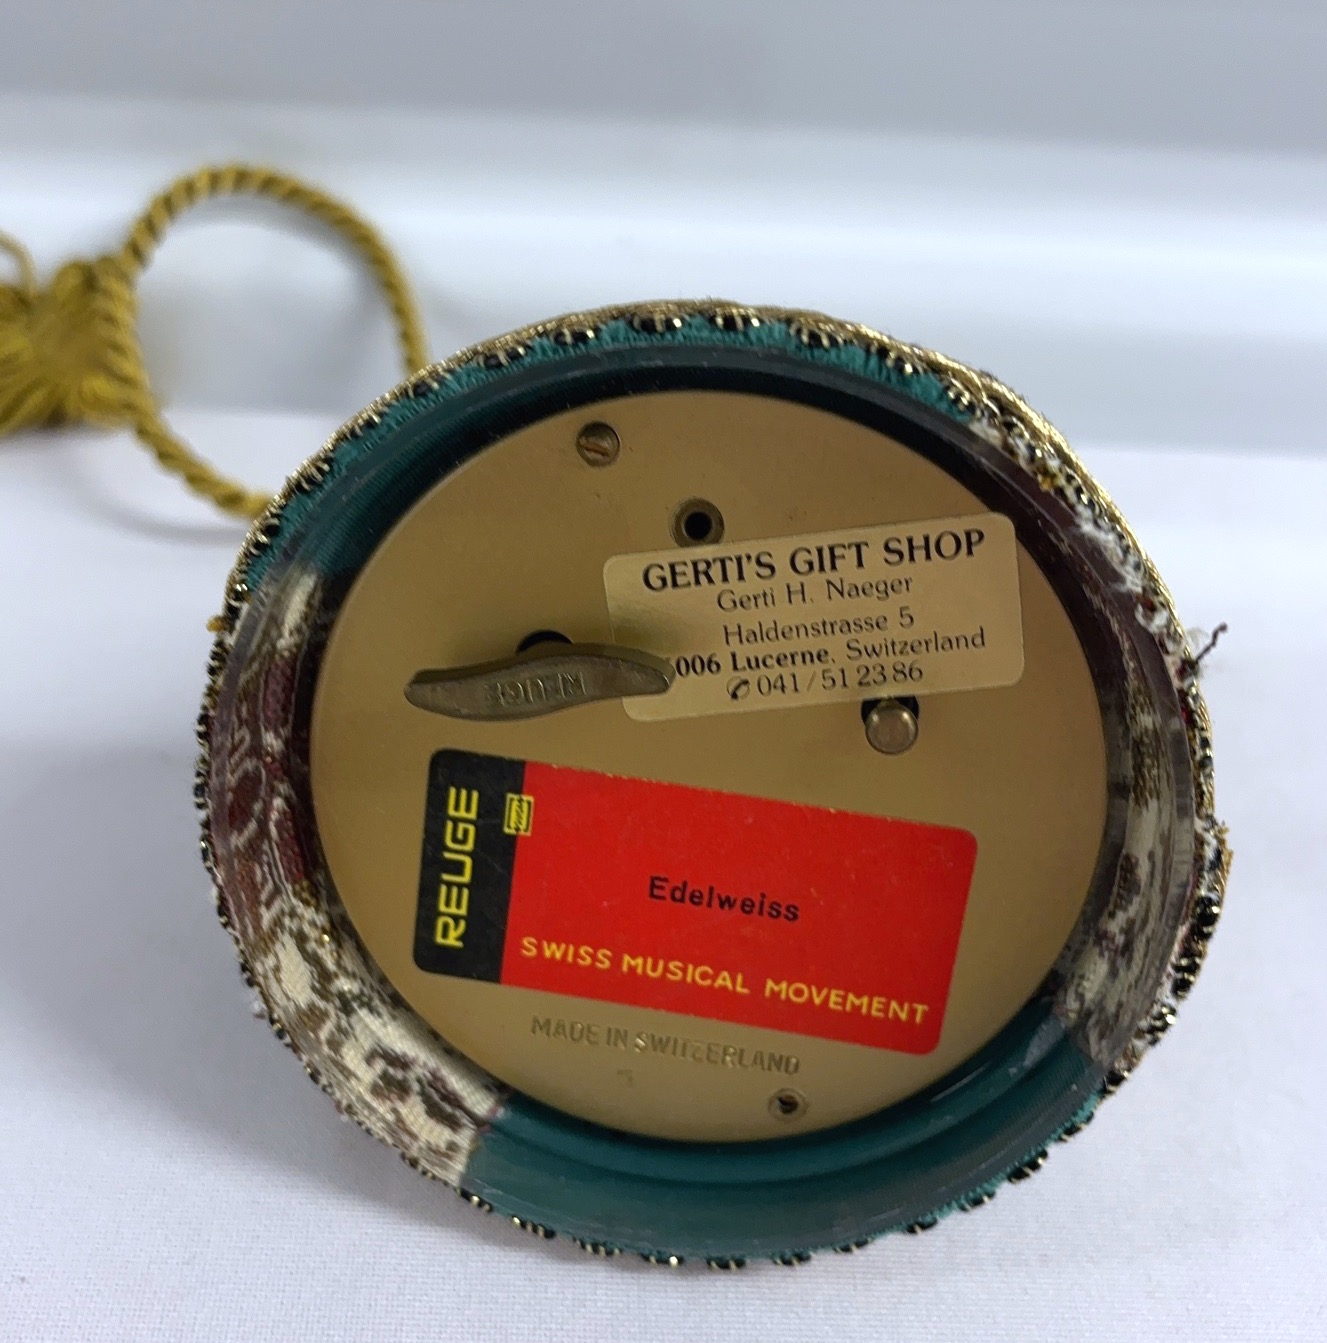 GERTI'S GIFT SHOP
Gerti H. Naeger
Haldenstrasse 5
006 Lucerne, Switzerland
✆ 041/51 23 86
REUGE
REUGE
Edelweiss
SWISS MUSICAL MOVEMENT
MADE IN SWITZERLAND